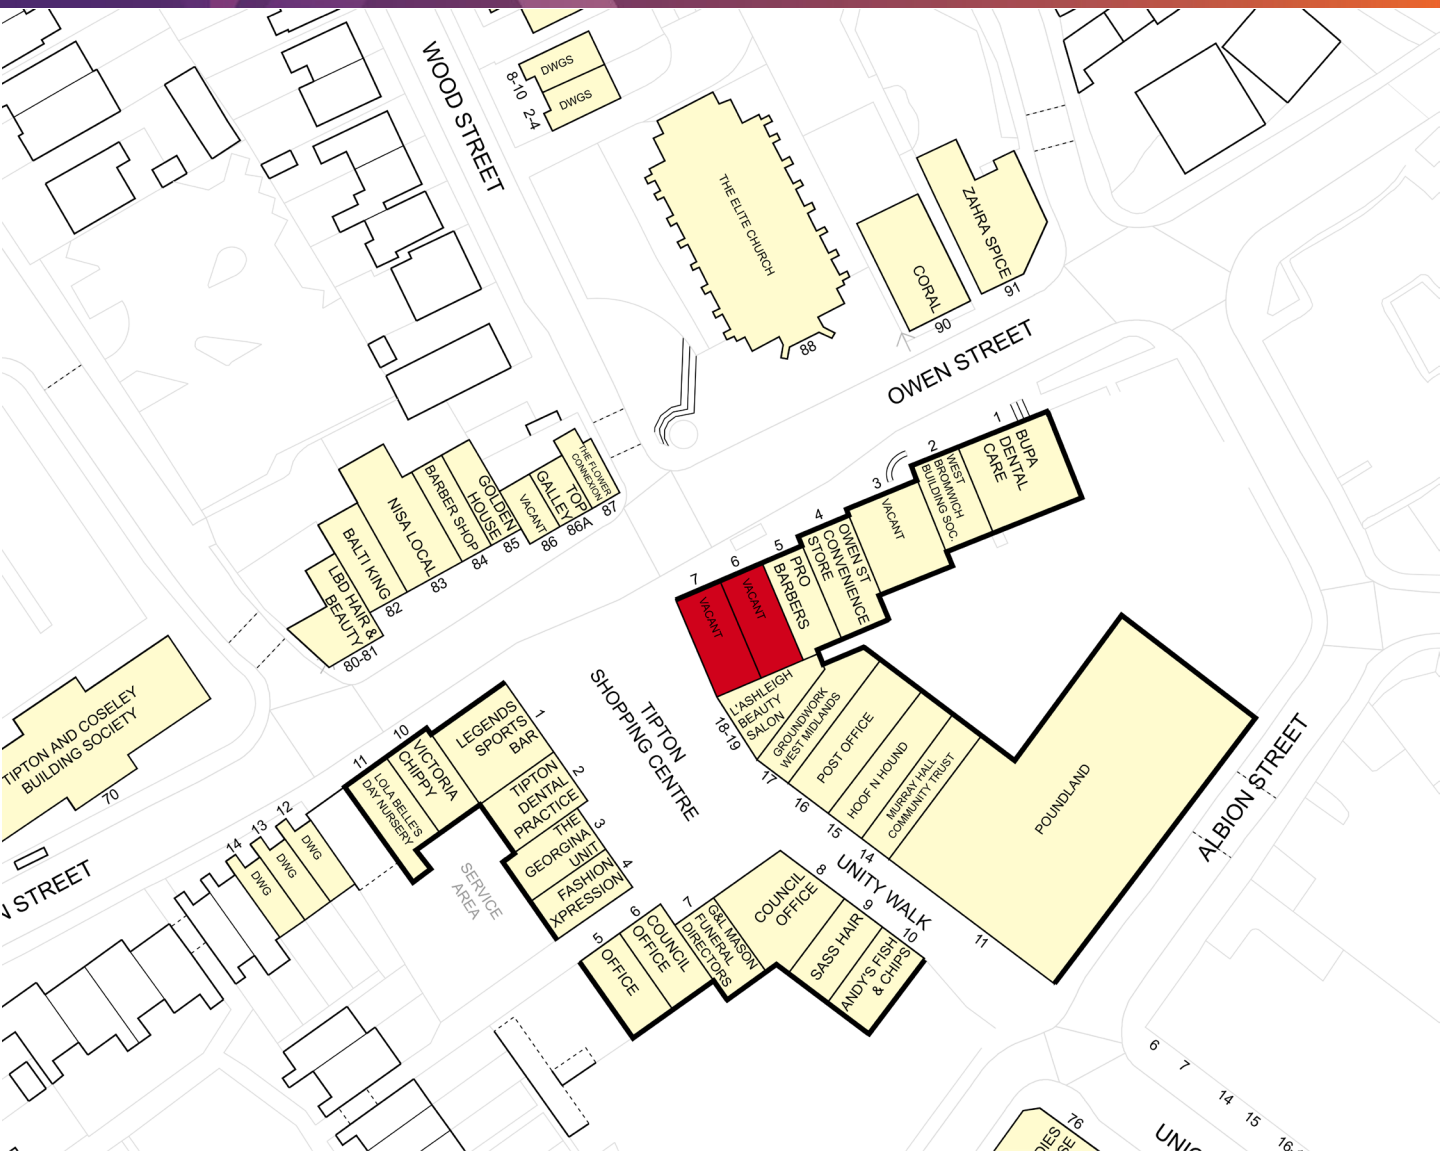 WOOD STREET
8-10
2-4
DWGS
DWGS
THE ELITE CHURCH
88
CORAL
90
ZAHRA SPICE
91
OWEN STREET
NISA LOCAL
83
BARBER SHOP
84
GOLDEN
HOUSE
85
VACANT
86
TOP
GALLEY
86A
THE FLOWER
CONNEXION
87
BALTI KING
82
LBD HAIR &
BEAUTY
80-81
1
BUPA
DENTAL
CARE
2
WEST
BROMWICH
BUILDING SOC.
3
VACANT
4
OWEN ST
CONVENIENCE
STORE
5
PRO
BARBERS
6
VACANT
7
VACANT
L'ASHLEIGH
BEAUTY
SALON
18-19
GROUNDWORK
WEST MIDLANDS
17
POST OFFICE
16
HOOF N HOUND
15
MURRAY HALL
COMMUNITY TRUST
14
POUNDLAND
11
ALBION STREET
TIPTON
SHOPPING CENTRE
TIPTON AND COSELEY
BUILDING SOCIETY
70
N STREET
14
DWG
13
DWG
12
DWG
11
LOLA BELLE'S
DAY NURSERY
10
VICTORIA
CHIPPY
LEGENDS
SPORTS
BAR
1
TIPTON
DENTAL
PRACTICE
2
THE
GEORGINA
UNIT
3
FASHION
XPRESSION
4
SERVICE
AREA
5
OFFICE
6
COUNCIL
OFFICE
7
G&L MASON
FUNERAL
DIRECTORS
COUNCIL
OFFICE
8
SASS HAIR
9
ANDY'S FISH
& CHIPS
10
UNITY WALK
6
7
14
15
16-
76
DIES
SE
UNIO